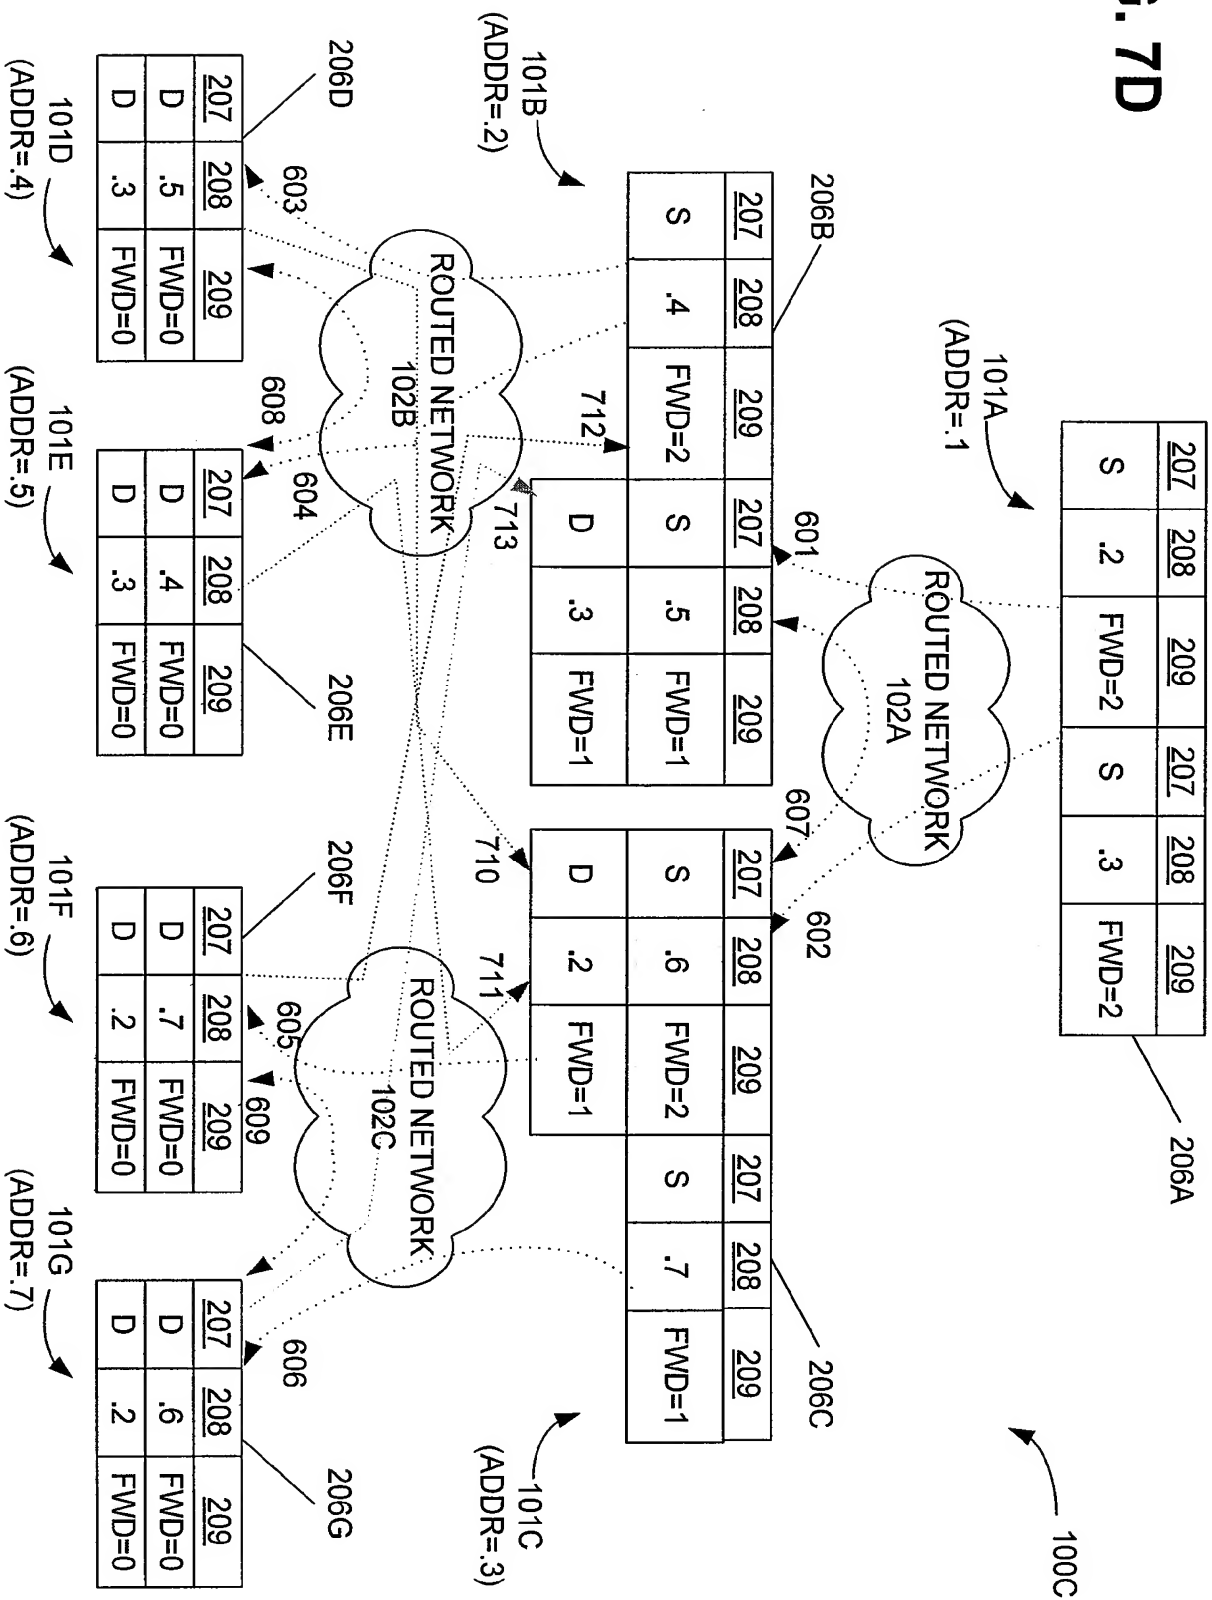 G. 7D
100C
101A
(ADDR=.1
207 208 209 207 208 209
S .2 FWD=2 S .3 FWD=2
206A
ROUTED NETWORK
102A
601
607
602
101B
(ADDR=.2)
206B
207 208 209 207 208 209
S .4 FWD=2 S .5 FWD=1
D .3 FWD=1
206C
101C
(ADDR=.3)
207 208 209 207 208 209
S .6 FWD=2 S .7 FWD=1
D .2 FWD=1
712
713
710
711
ROUTED NETWORK
102B
ROUTED NETWORK
102C
603
608
604
605
609
606
206D
207 208 209
D .5 FWD=0
D .3 FWD=0
101D
(ADDR=.4)
206E
207 208 209
D .4 FWD=0
D .3 FWD=0
101E
(ADDR=.5)
206F
207 208 209
D .7 FWD=0
D .2 FWD=0
101F
(ADDR=.6)
206G
207 208 209
D .6 FWD=0
D .2 FWD=0
101G
(ADDR=.7)